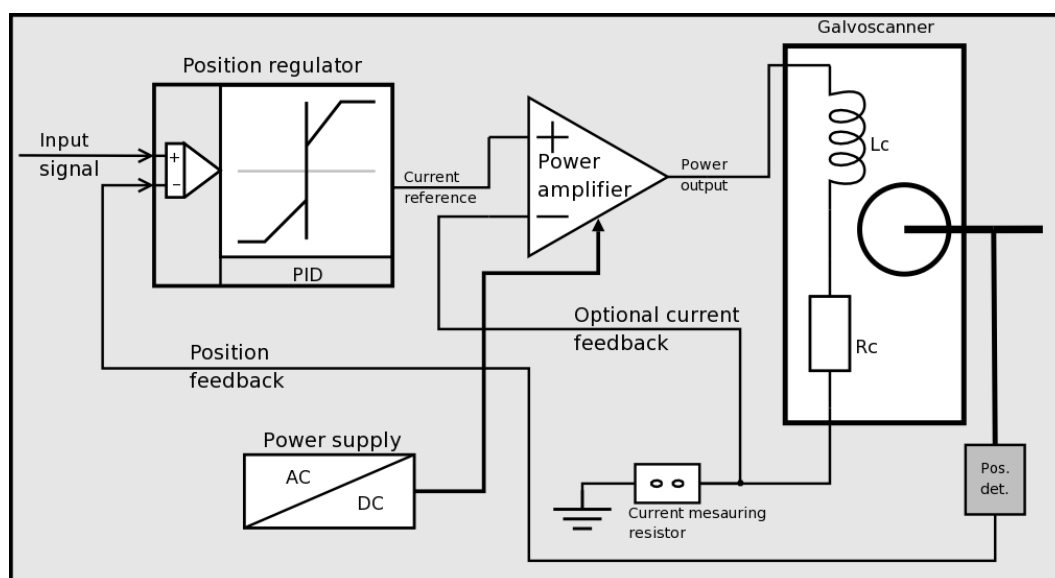 Galvoscanner
Position regulator
Input
signal
+
−
PID
Current
reference
+
Power
amplifier
−
Power
output
Lc
Rc
Optional current
feedback
Position
feedback
Power supply
AC
DC
Current mesauring
resistor
Pos.
det.